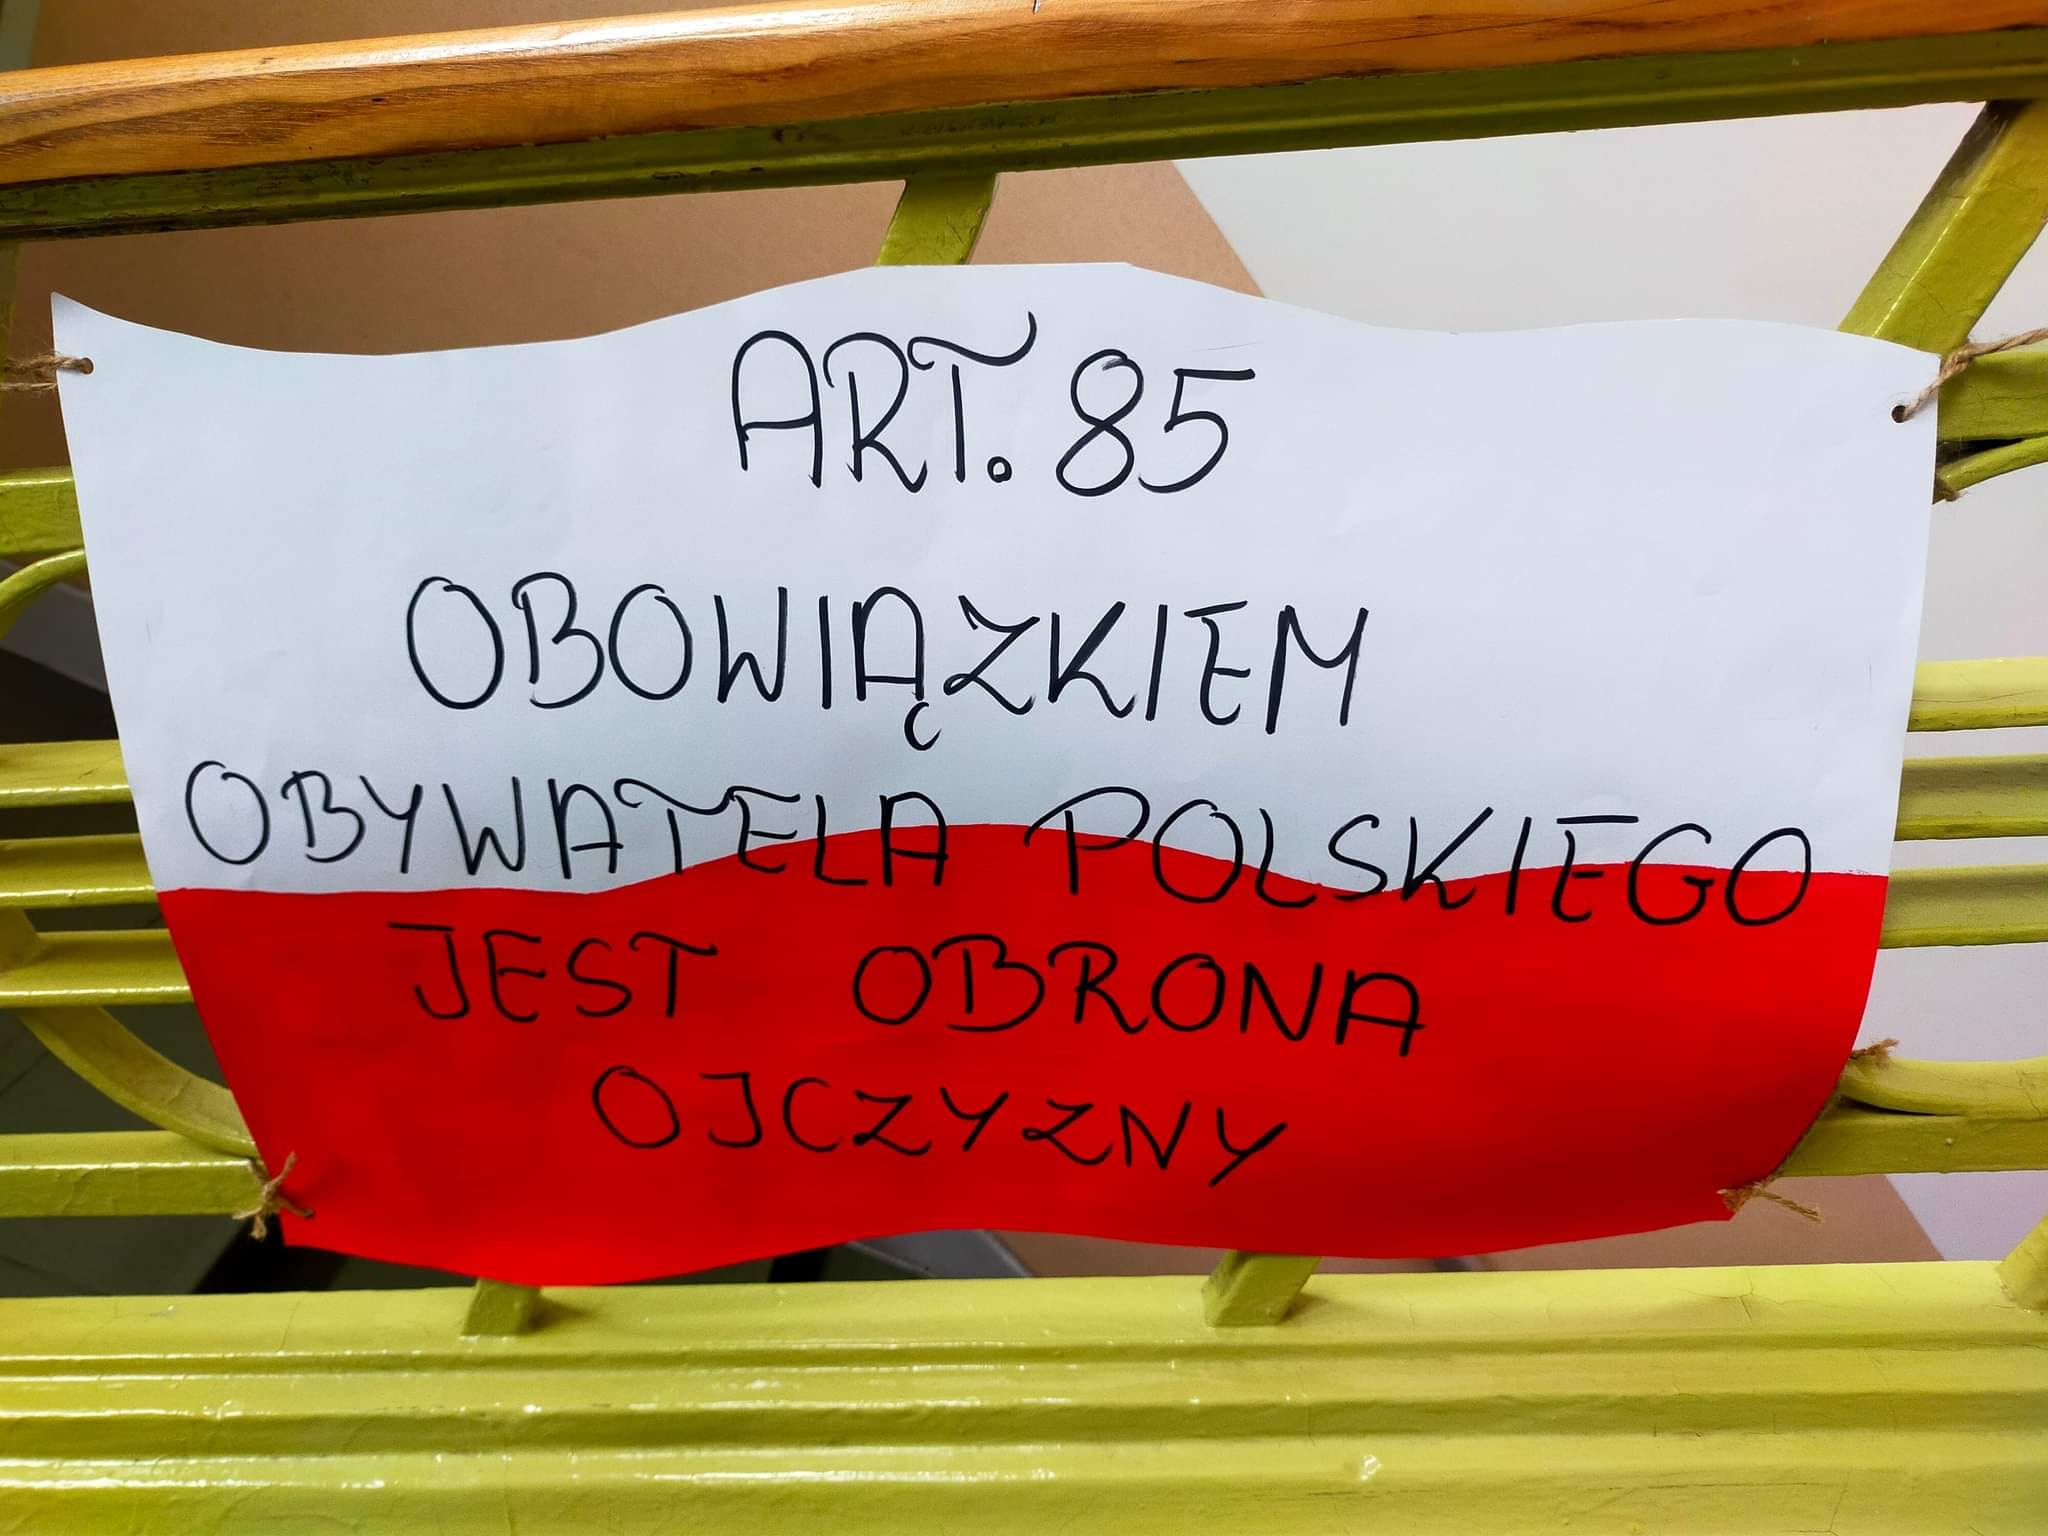 ART. 85
OBOWIĄZKIEM
OBYWATELA POLSKIEGO
JEST OBRONA
OJCZYZNY